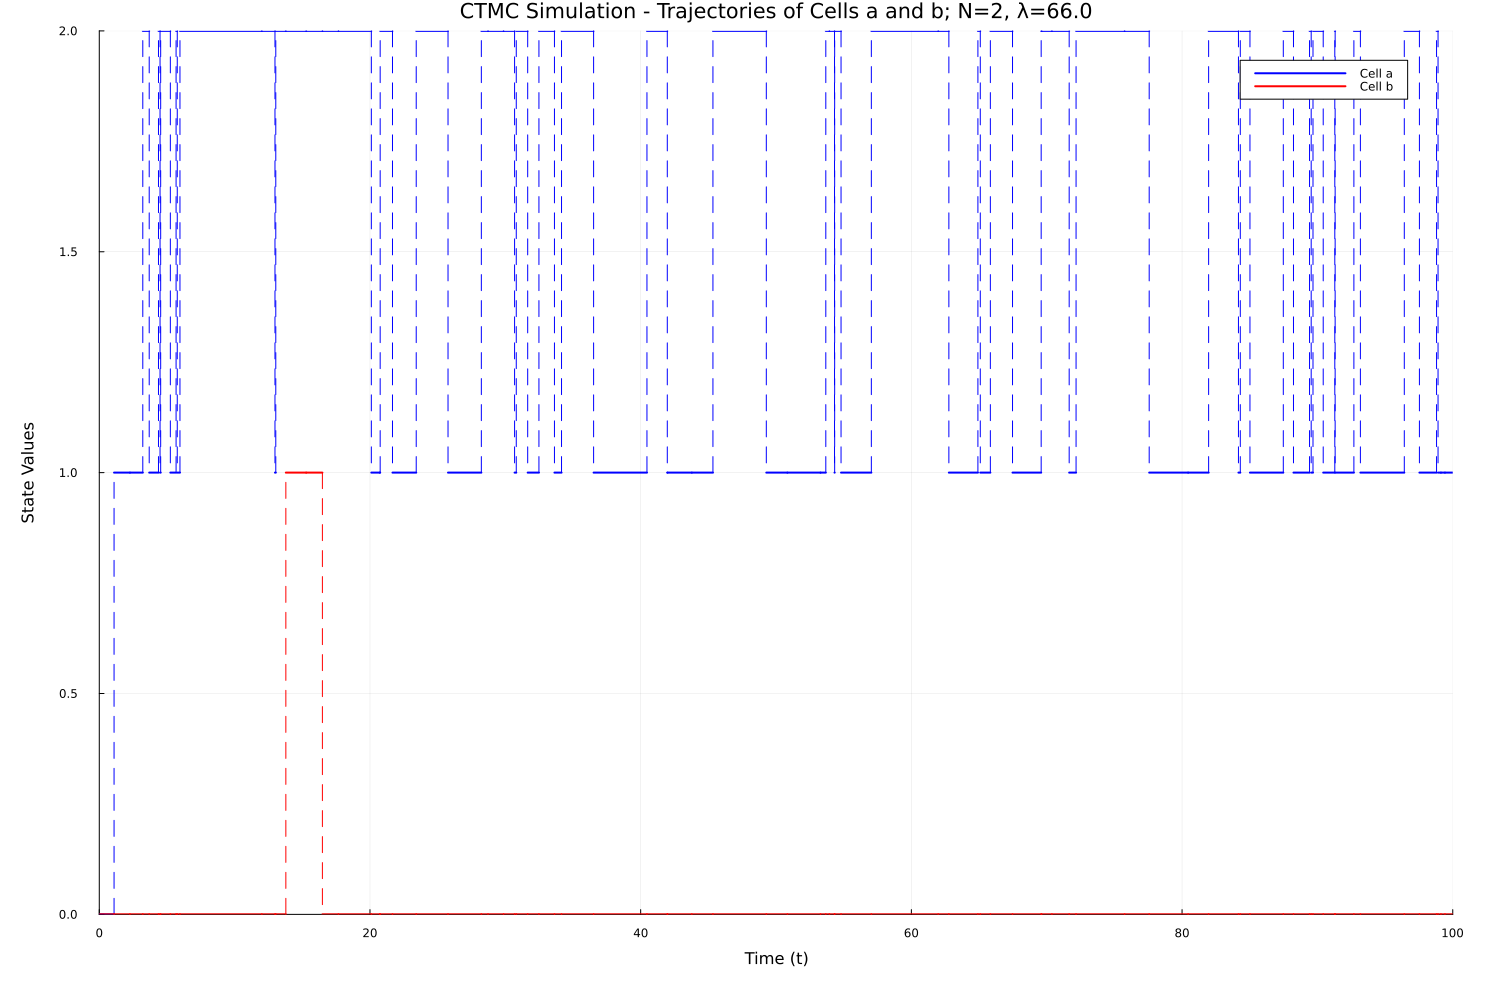 CTMC Simulation - Trajectories of Cells a and b; N=2, λ=66.0
2.0
Cell a
Cell b
1.5
1.0
State Values
0.5
0.0
0 20 40 60 80 100
Time (t)